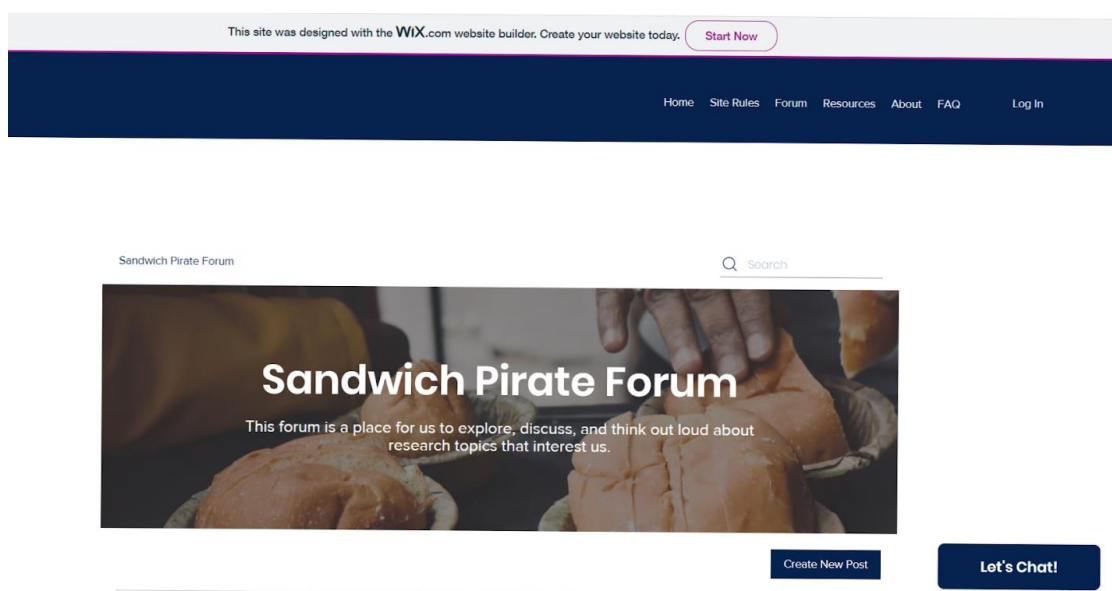 This site was designed with the WiX.com website builder. Create your website today. Start Now
Home Site Rules Forum Resources About FAQ Log In
Sandwich Pirate Forum
Search
Sandwich Pirate Forum
This forum is a place for us to explore, discuss, and think out loud about
research topics that interest us.
Create New Post
Let's Chat!